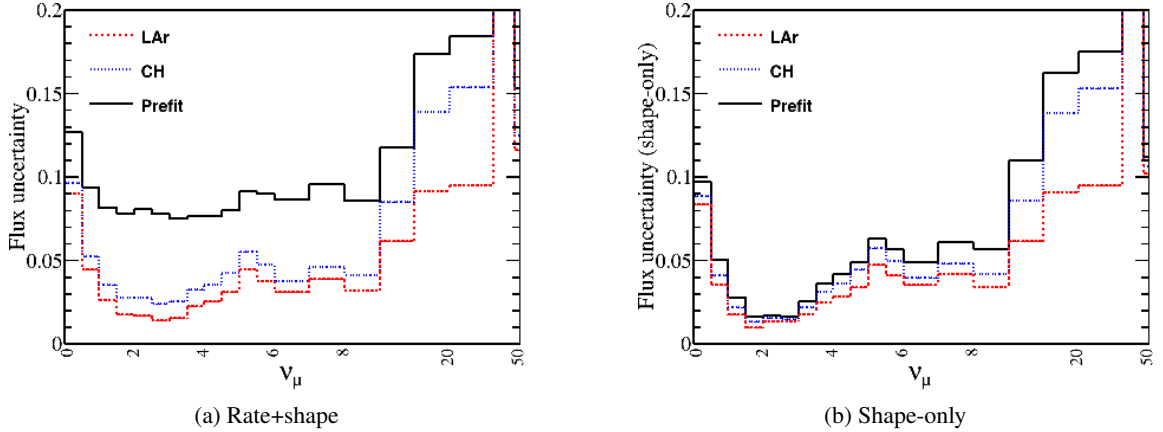 0.2
0.15
0.1
0.05
0
Flux uncertainty
LAr
CH
Prefit
0 2 4 6 8 20 50
νμ
(a) Rate+shape
0.2
0.15
0.1
0.05
0
Flux uncertainty (shape-only)
LAr
CH
Prefit
0 2 4 6 8 20 50
νμ
(b) Shape-only